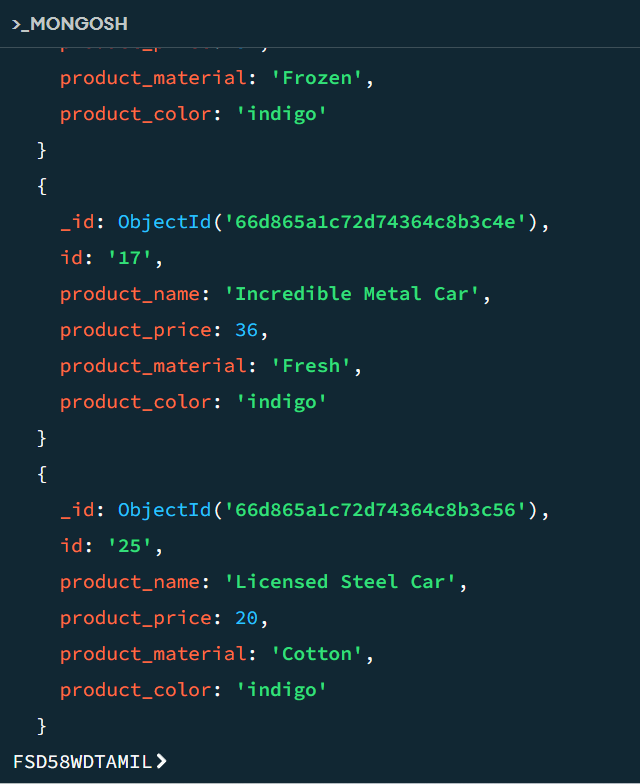 >_MONGOSH
product_material: 'Frozen',
product_color: 'indigo'
}
{
_id: ObjectId('66d865a1c72d74364c8b3c4e'),
id: '17',
product_name: 'Incredible Metal Car',
product_price: 36,
product_material: 'Fresh',
product_color: 'indigo'
}
{
_id: ObjectId('66d865a1c72d74364c8b3c56'),
id: '25',
product_name: 'Licensed Steel Car',
product_price: 20,
product_material: 'Cotton',
product_color: 'indigo'
}
FSD58WDTAMIL>